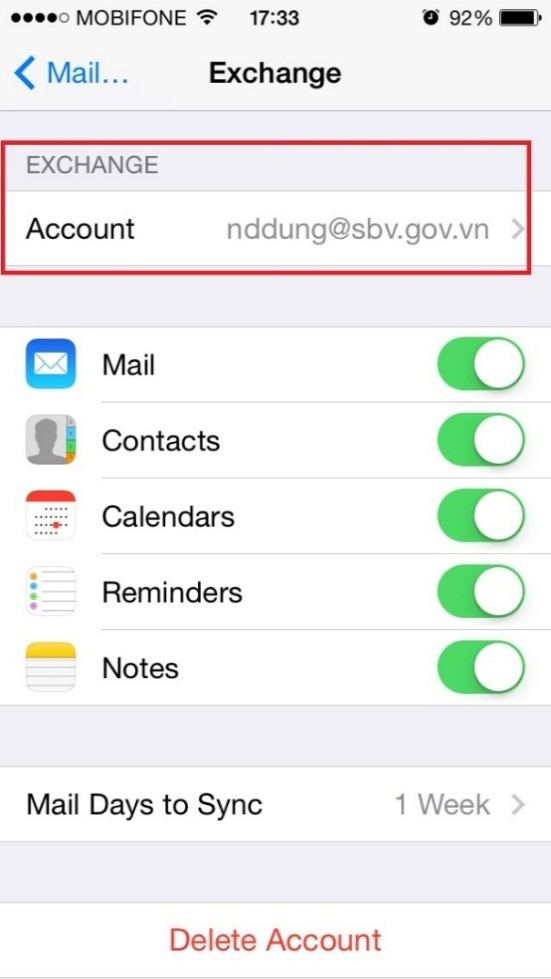 MOBIFONE 17:33 92%
Mail... Exchange
EXCHANGE
Account nddung@sbv.gov.vn
Mail
Contacts
Calendars
Reminders
Notes
Mail Days to Sync 1 Week
Delete Account